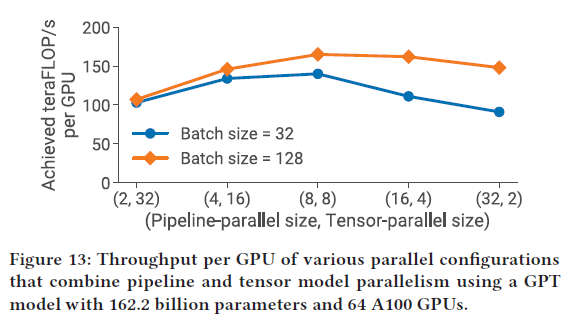 200
150
100
50
0
Achieved teraFLOP/s
per GPU
Batch size = 32
Batch size = 128
(2, 32) (4, 16) (8, 8) (16, 4) (32, 2)
(Pipeline-parallel size, Tensor-parallel size)
Figure 13: Throughput per GPU of various parallel configurations
that combine pipeline and tensor model parallelism using a GPT
model with 162.2 billion parameters and 64 A100 GPUs.